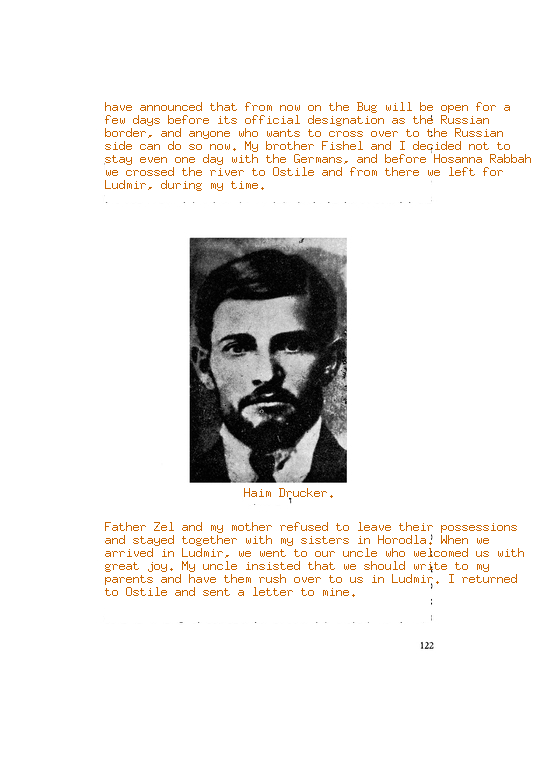 have announced that from now on the Bug will be open for a
few days before its official designation as the Russian
border, and anyone who wants to cross over to the Russian
side can do so now. My brother Fishel and I decided not to
stay even one day with the Germans, and before Hosanna Rabbah
we crossed the river to Ostile and from there we left for
Ludmir, during my time.
Haim Drucker.
Father Zel and my mother refused to leave their possessions
and stayed together with my sisters in Horodla. When we
arrived in Ludmir, we went to our uncle who welcomed us with
great joy. My uncle insisted that we should write to my
parents and have them rush over to us in Ludmir. I returned
to Ostile and sent a letter to mine.
122